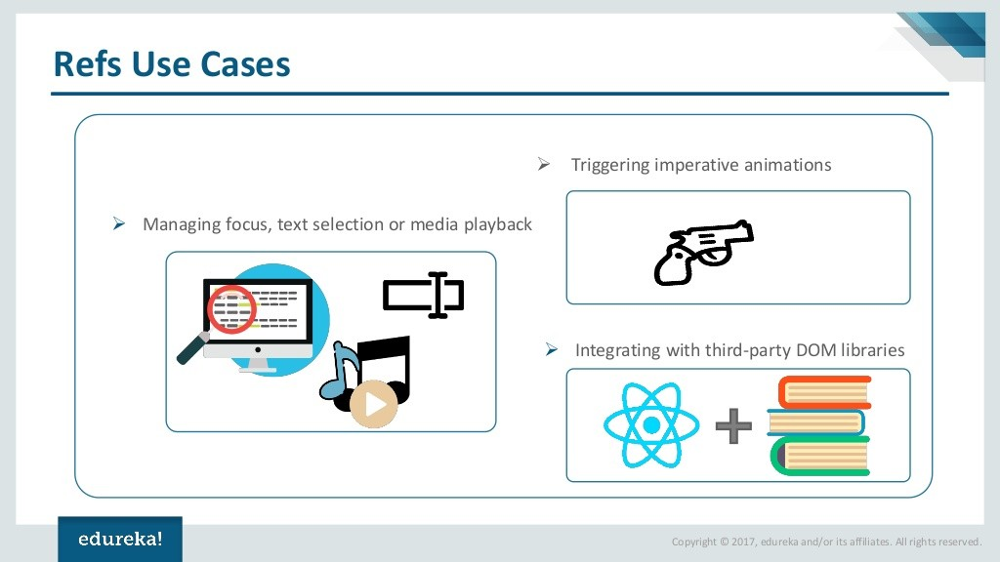 Refs Use Cases
Triggering imperative animations
Managing focus, text selection or media playback
Integrating with third-party DOM libraries
edureka!
Copyright © 2017, edureka and/or its affiliates. All rights reserved.